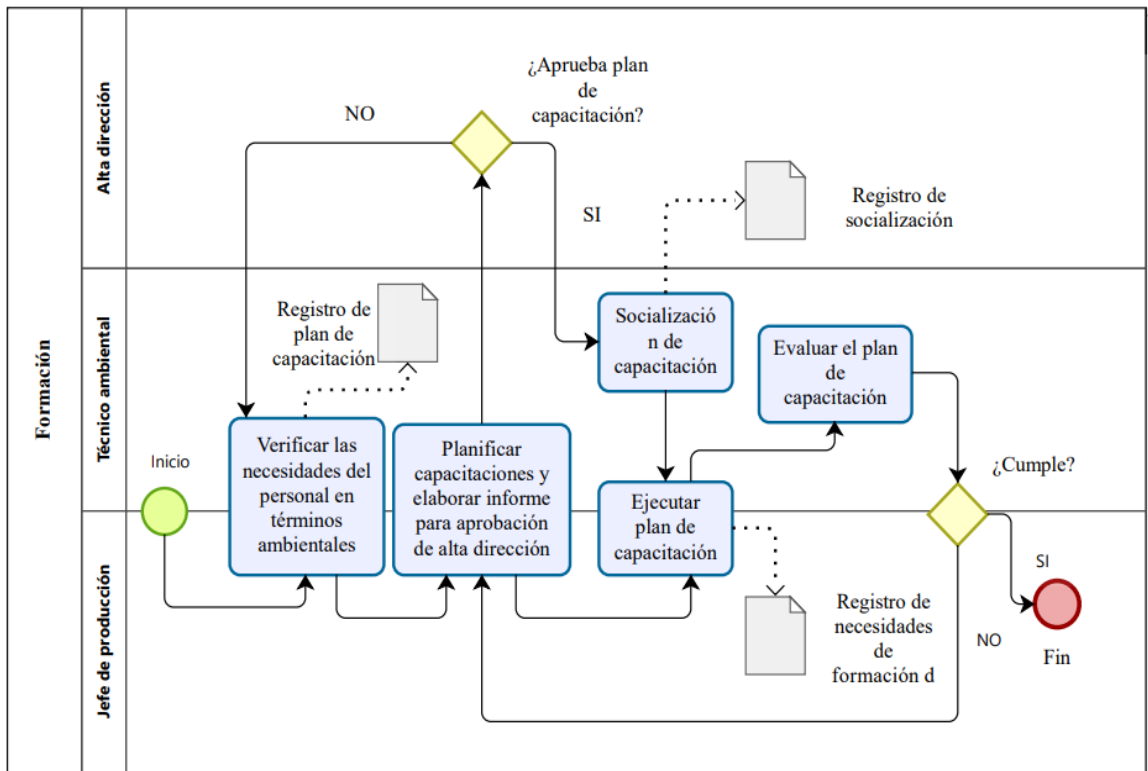 Formación
Alta dirección
Técnico ambiental
Jefe de producción
¿Aprueba plan
de
capacitación?
NO
SI
Registro de
socialización
Registro de
plan de
capacitación
Socializació
n de
capacitación
Evaluar el plan
de
capacitación
Inicio
Verificar las
necesidades del
personal en
términos
ambientales
Planificar
capacitaciones y
elaborar informe
para aprobación
de alta dirección
Ejecutar
plan de
capacitación
¿Cumple?
SI
NO
Registro de
necesidades
de
formación d
Fin